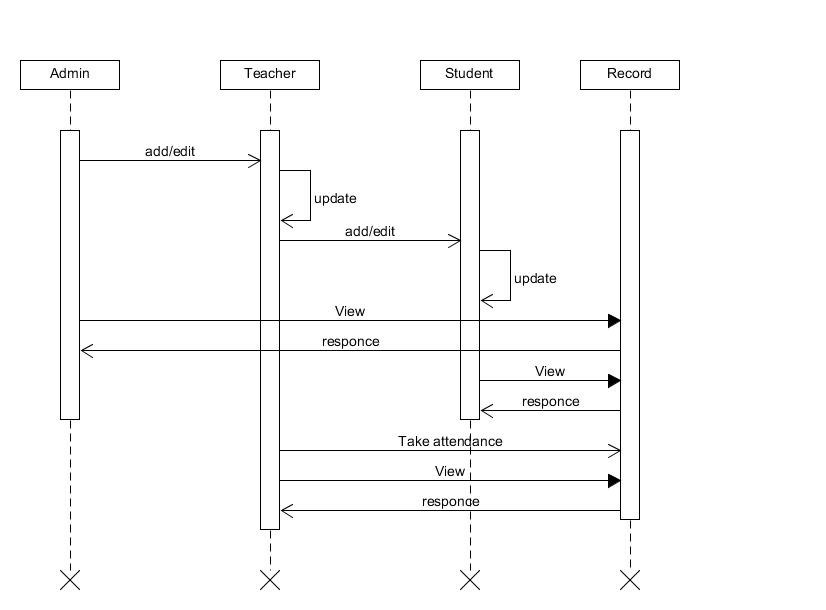 Admin
Teacher
Student
Record
add/edit
update
add/edit
update
View
responce
View
responce
Take attendance
View
responce